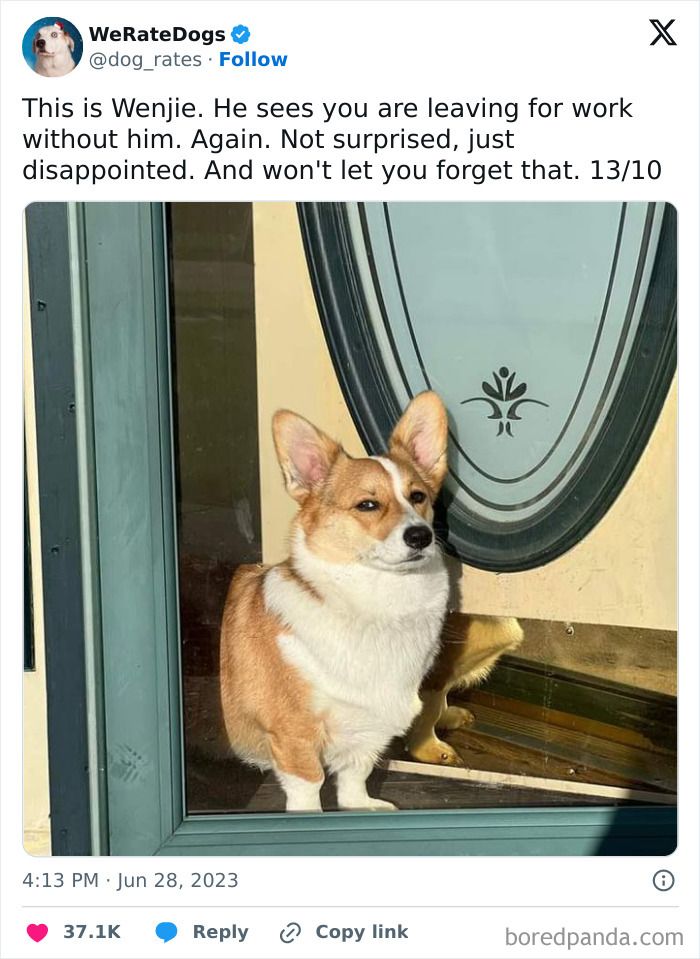 WeRateDogs
@dog_rates · Follow
This is Wenjie. He sees you are leaving for work
without him. Again. Not surprised, just
disappointed. And won't let you forget that. 13/10
4:13 PM · Jun 28, 2023
37.1K Reply Copy link
boredpanda.com